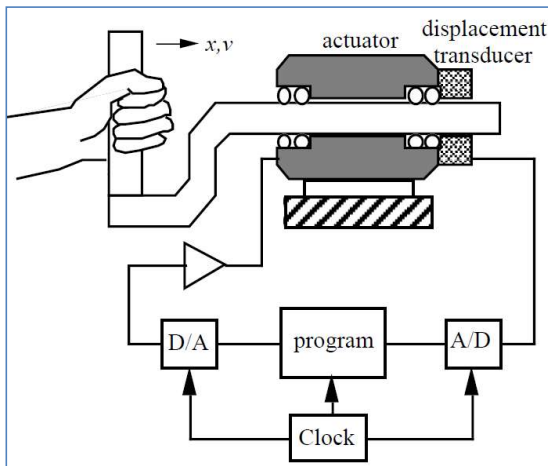 x,v
actuator
displacement
transducer
D/A
program
A/D
Clock